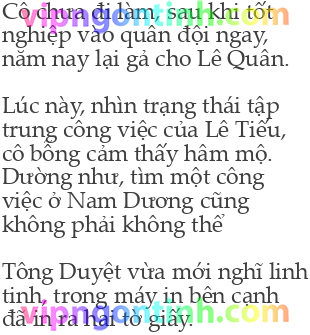 Cô chưa đi làm, sau khi tốt
nghiệp vào quân đội ngay,
năm nay lại gả cho Lê Quân.
Lúc này, nhìn trạng thái tập
trung công việc của Lê Tiếu,
cô bỗng cảm thấy hâm mộ.
Dường như, tìm một công
việc ở Nam Dương cũng
không phải không thể
Tông Duyệt vừa mới nghĩ linh
tinh, trong máy in bên cạnh
đã in ra hai tờ giấy.
vipngontinh.com
vipngontinh.com